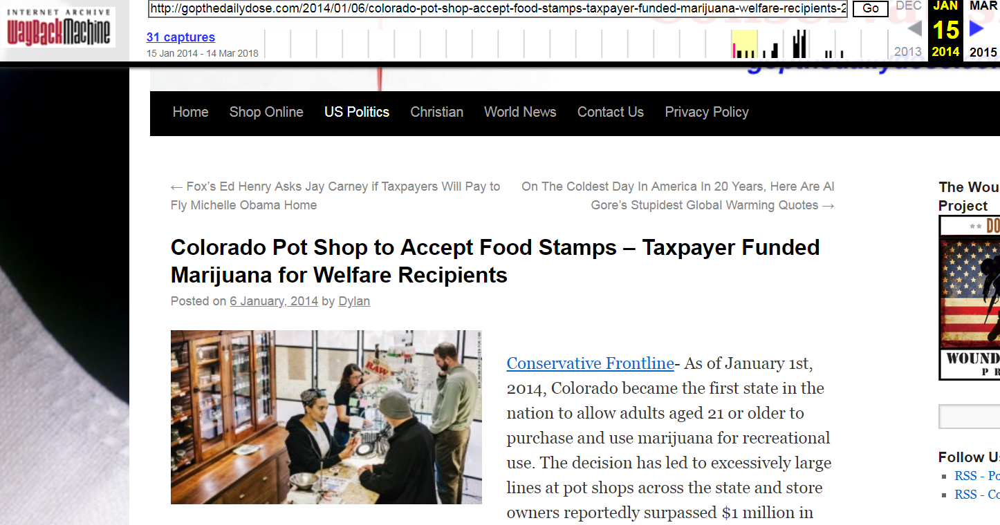 INTERNET ARCHIVE
WayBackMachine
http://gopthedailydose.com/2014/01/06/colorado-pot-shop-accept-food-stamps-taxpayer-funded-marijuana-welfare-recipients-2
Go
DEC
JAN
MAR
31 captures
15
15 Jan 2014 - 14 Mar 2018
2013
2014
2015
Home
Shop Online
US Politics
Christian
World News
Contact Us
Privacy Policy
← Fox's Ed Henry Asks Jay Carney if Taxpayers Will Pay to
Fly Michelle Obama Home
On The Coldest Day In America In 20 Years, Here Are Al
Gore's Stupidest Global Warming Quotes →
Colorado Pot Shop to Accept Food Stamps – Taxpayer Funded
Marijuana for Welfare Recipients
Posted on 6 January, 2014 by Dylan
RAW
Conservative Frontline- As of January 1st,
2014, Colorado became the first state in the
nation to allow adults aged 21 or older to
purchase and use marijuana for recreational
use. The decision has led to excessively large
lines at pot shops across the state and store
owners reportedly surpassed $1 million in
The Wou
Project
DO
WOUND
P R
Follow Us
RSS - Po
RSS - Co